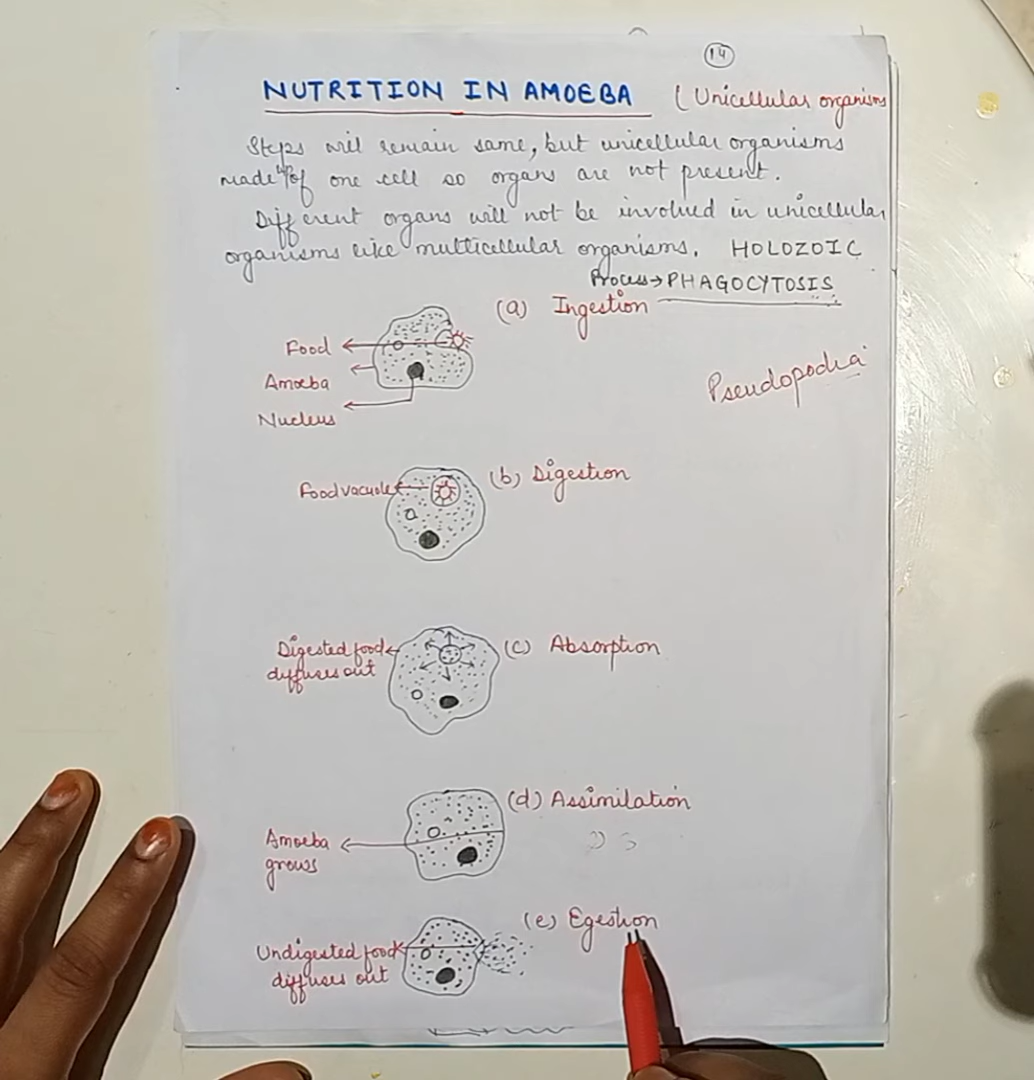 14
NUTRITION IN AMOEBA (Unicellular organisms
Steps will remain same, but unicellular organisms
made up of one cell so organs are not present.
Different organs will not be involved in unicellular
organisms like multicellular organisms. HOLOZOIC
Process→PHAGOCYTOSIS
(a) Ingestion
Food
Amoeba
Nucleus
Pseudopodia
(b) Digestion
Food vacuole
(c) Absorption
Digested food
diffuses out
(d) Assimilation
Amoeba
grows
(e) Egestion
Undigested food
diffuses out